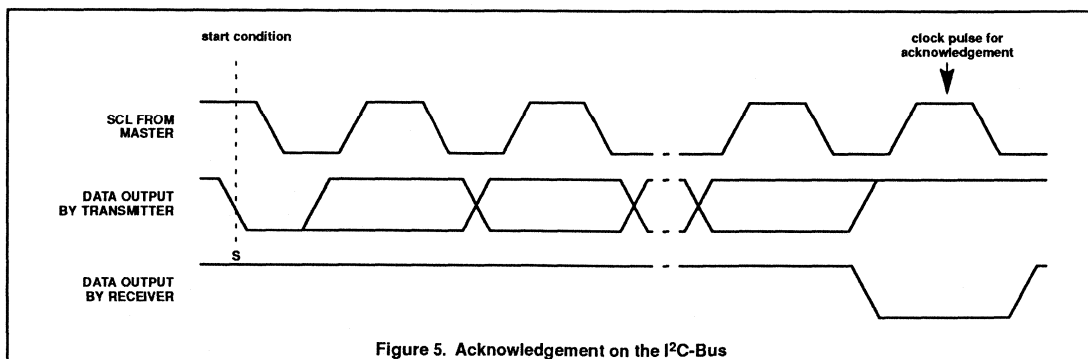 start condition
clock pulse for
acknowledgement
SCL FROM
MASTER
DATA OUTPUT
BY TRANSMITTER
S
DATA OUTPUT
BY RECEIVER
Figure 5. Acknowledgement on the I²C-Bus